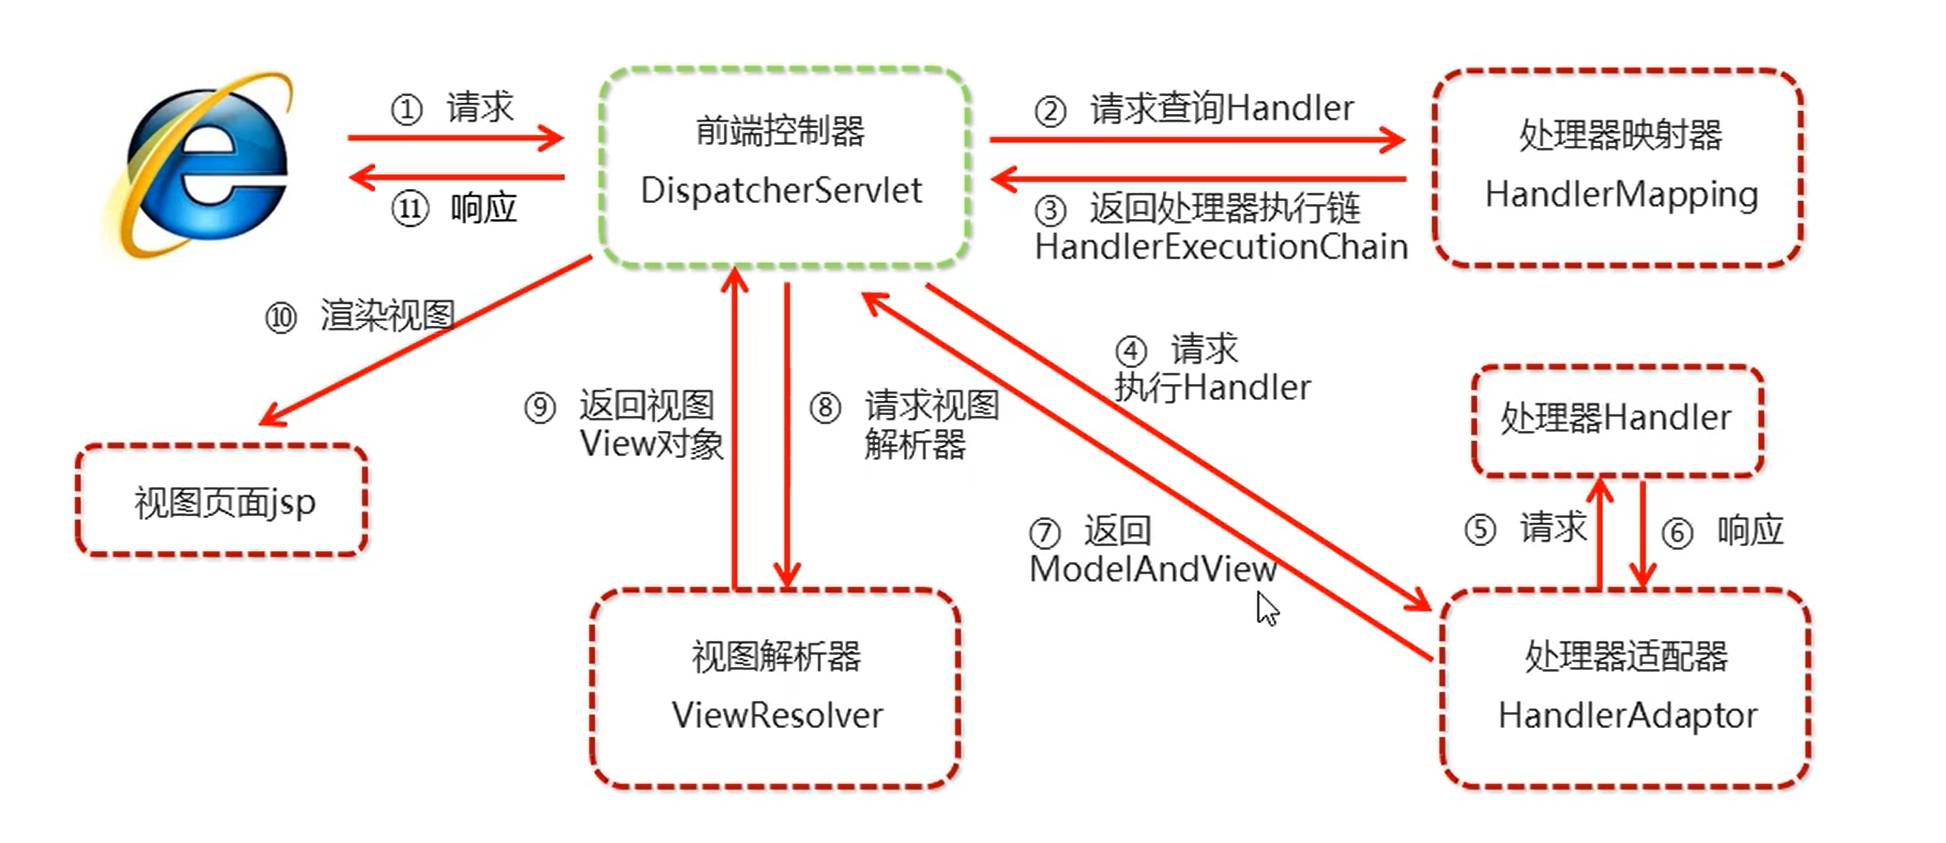 ① 请求
⑪ 响应
前端控制器
DispatcherServlet
② 请求查询Handler
③ 返回处理器执行链
HandlerExecutionChain
处理器映射器
HandlerMapping
⑩ 渲染视图
④ 请求
执行Handler
⑨ 返回视图
View对象
⑧ 请求视图
解析器
处理器Handler
视图页面jsp
⑦ 返回
ModelAndView
⑤ 请求
⑥ 响应
视图解析器
ViewResolver
处理器适配器
HandlerAdaptor